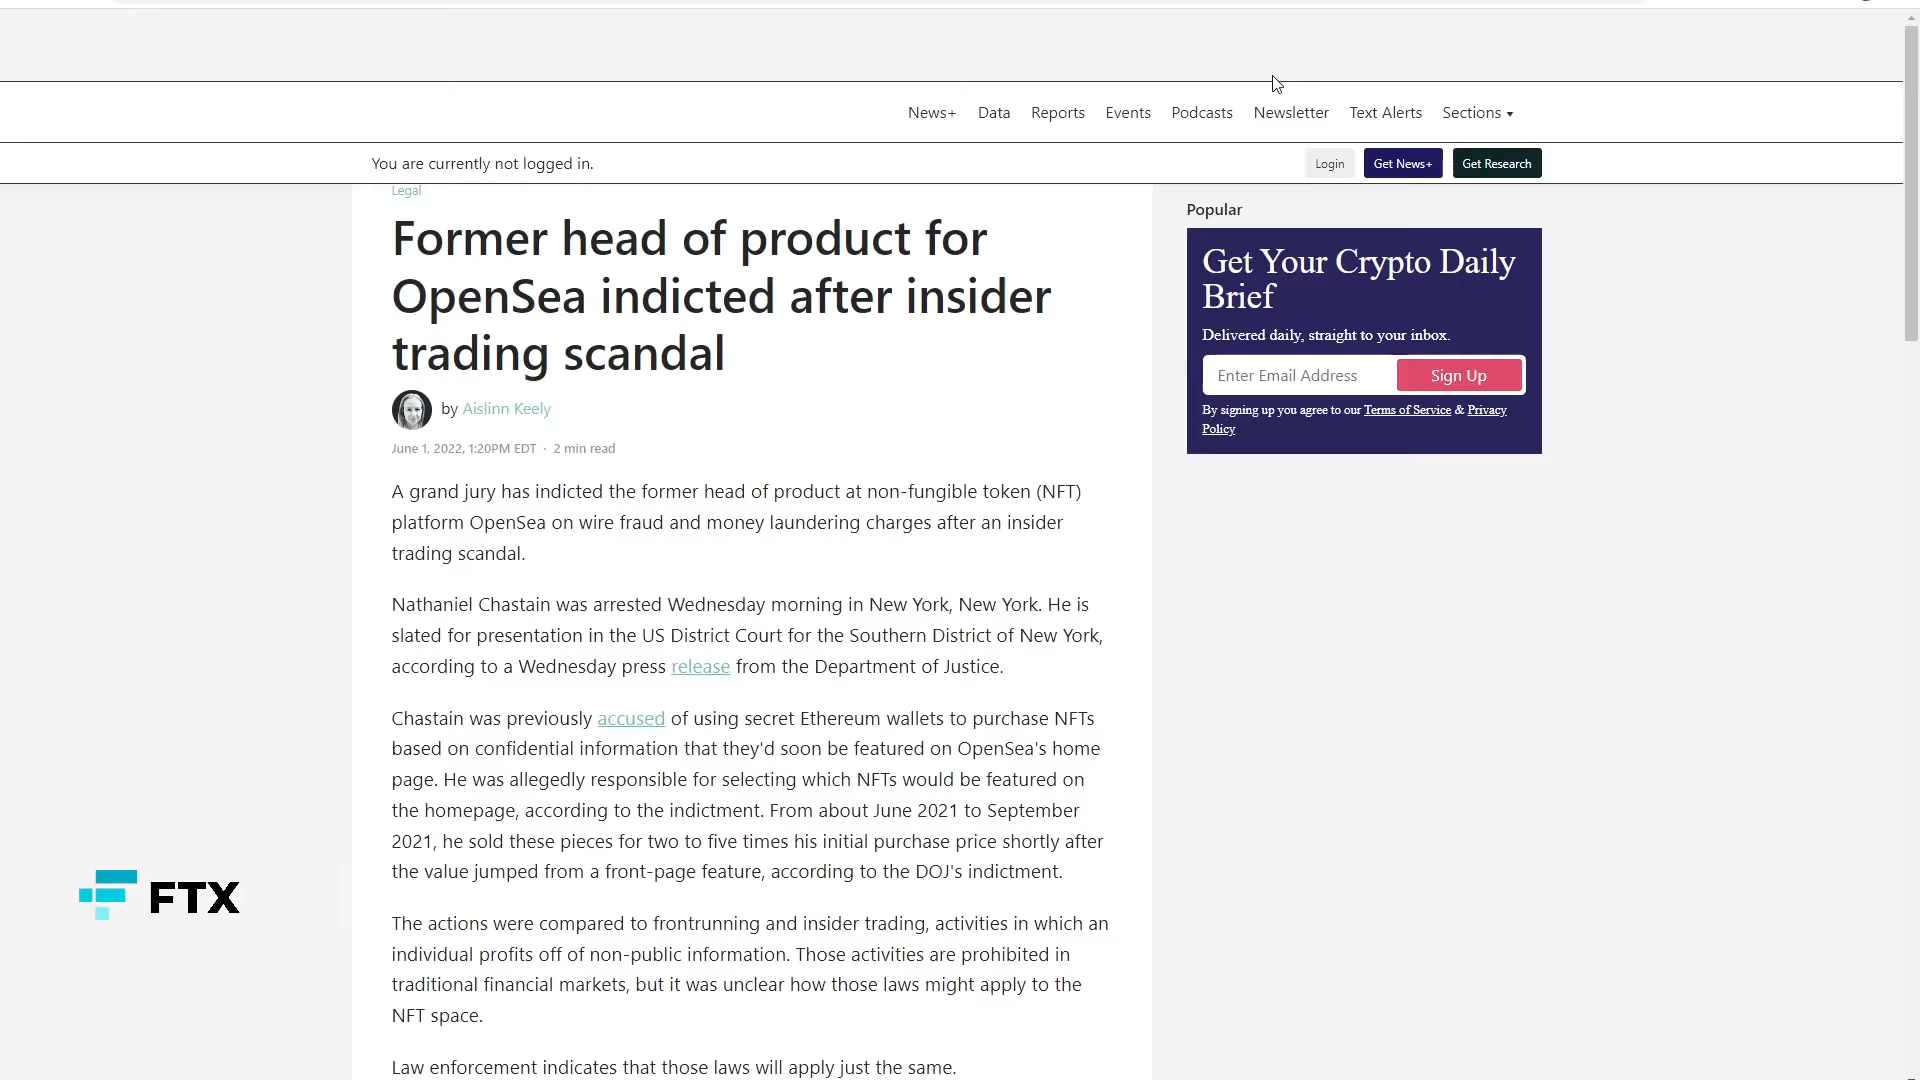 News+ Data Reports Events Podcasts Newsletter Text Alerts Sections
You are currently not logged in.
Login Get News+ Get Research
Legal
Former head of product for
OpenSea indicted after insider
trading scandal
by Aislinn Keely
June 1, 2022, 1:20PM EDT · 2 min read
A grand jury has indicted the former head of product at non-fungible token (NFT)
platform OpenSea on wire fraud and money laundering charges after an insider
trading scandal.
Nathaniel Chastain was arrested Wednesday morning in New York, New York. He is
slated for presentation in the US District Court for the Southern District of New York,
according to a Wednesday press release from the Department of Justice.
Chastain was previously accused of using secret Ethereum wallets to purchase NFTs
based on confidential information that they'd soon be featured on OpenSea's home
page. He was allegedly responsible for selecting which NFTs would be featured on
the homepage, according to the indictment. From about June 2021 to September
2021, he sold these pieces for two to five times his initial purchase price shortly after
the value jumped from a front-page feature, according to the DOJ's indictment.
The actions were compared to frontrunning and insider trading, activities in which an
individual profits off of non-public information. Those activities are prohibited in
traditional financial markets, but it was unclear how those laws might apply to the
NFT space.
Law enforcement indicates that those laws will apply just the same.
Popular
Get Your Crypto Daily
Brief
Delivered daily, straight to your inbox.
Enter Email Address Sign Up
By signing up you agree to our Terms of Service & Privacy
Policy
FTX